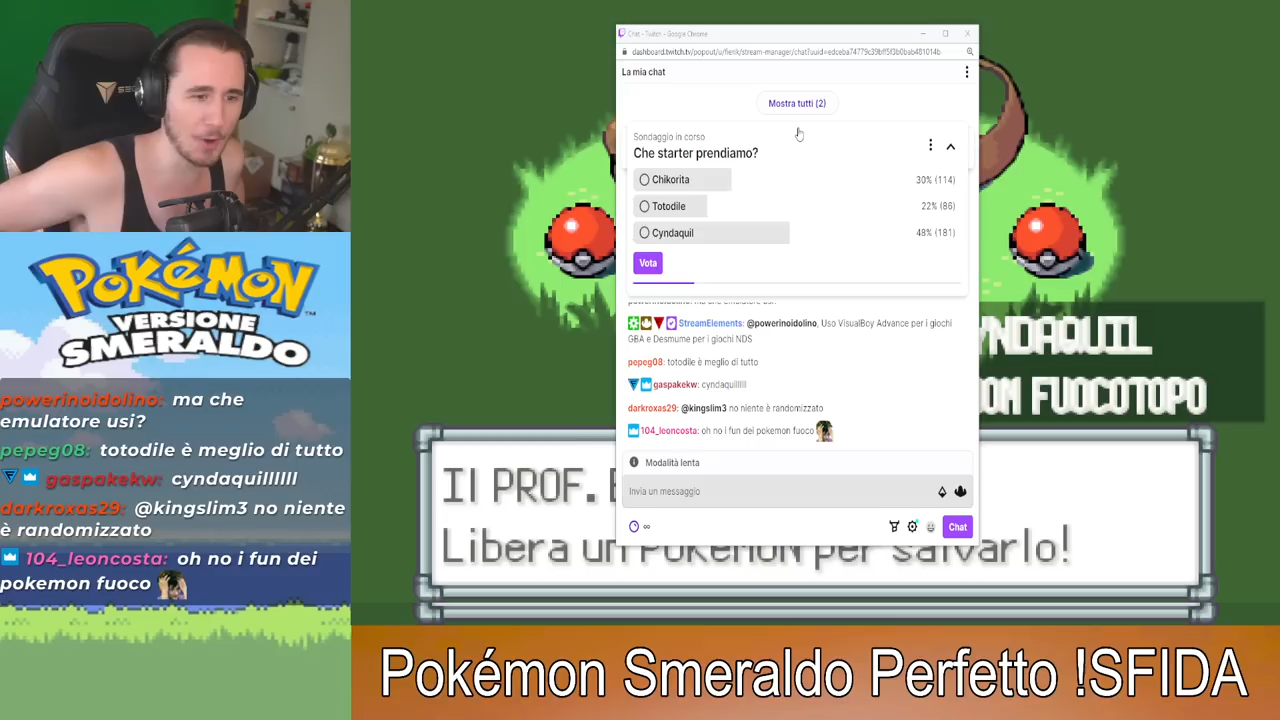 Chat - Twitch - Google Chrome
La mia chat
Mostra tutti (2)
Sondaggio in corso
Che starter prendiamo?
Chikorita 30% (114)
Totodile 22% (86)
Cyndaquil 48% (181)
Vota
StreamElements: @powerinoidolino, Uso VisualBoy Advance per i giochi
GBA e Desmume per i giochi NDS
pepeg08: totodile è meglio di tutto
gaspakekw: cyndaquillllll
darkroxas29: @kingslim3 no niente è randomizzato
104_leoncosta: oh no i fun dei pokemon fuoco
Modalità lenta
Invia un messaggio
Chat
POKÉMON
VERSIONE
SMERALDO
powerinoidolino: ma che
emulatore usi?
pepeg08: totodile è meglio di tutto
gaspakekw: cyndaquillllll
darkroxas29: @kingslim3 no niente
è randomizzato
104_leoncosta: oh no i fun dei
pokemon fuoco
YNDAQUIL
ON FUOCOTOPO
Il PROF.
Libera un POKéMON per salvarlo!
Pokémon Smeraldo Perfetto !SFIDA